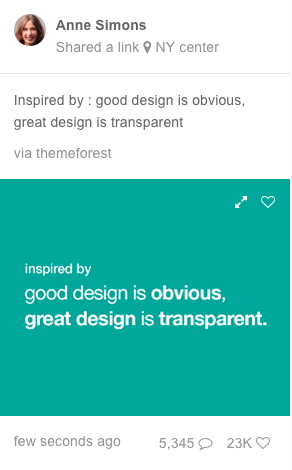 Anne Simons
Shared a link NY center
Inspired by : good design is obvious,
great design is transparent
via themeforest
inspired by
good design is obvious,
great design is transparent.
few seconds ago 5,345 23K